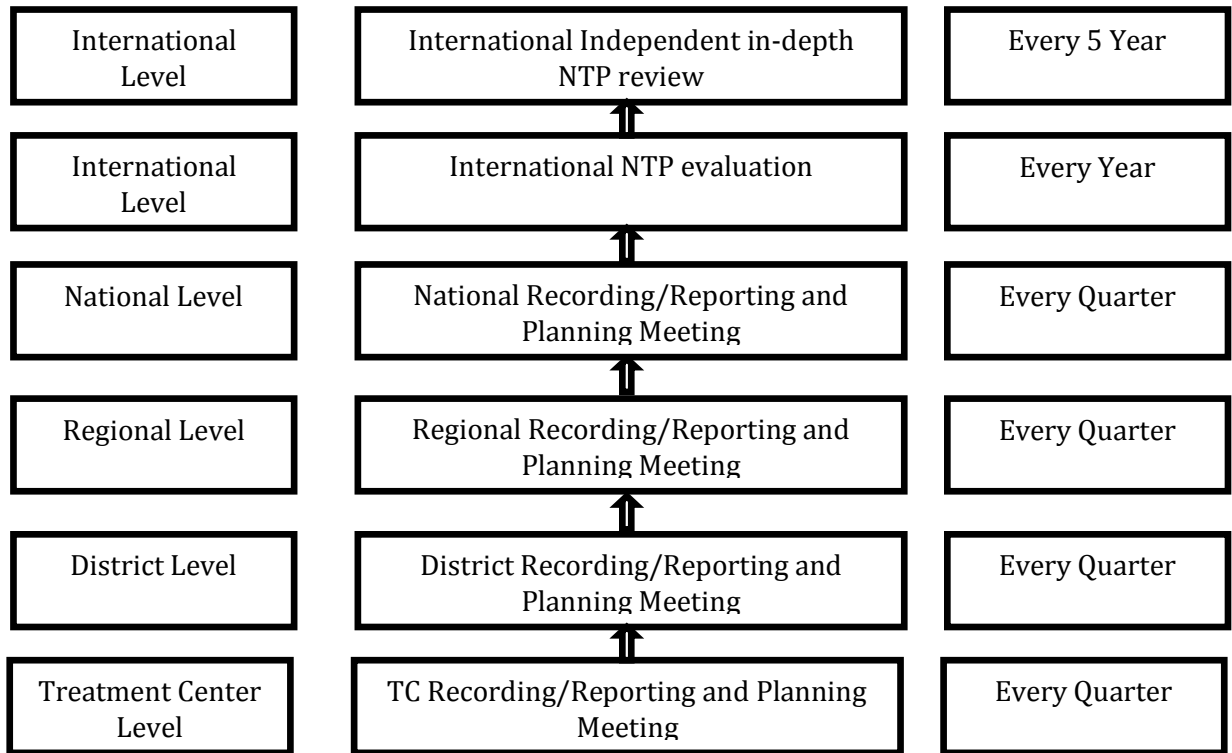 International
Level
International Independent in-depth
NTP review
Every 5 Year
International
Level
International NTP evaluation
Every Year
National Level
National Recording/Reporting and
Planning Meeting
Every Quarter
Regional Level
Regional Recording/Reporting and
Planning Meeting
Every Quarter
District Level
District Recording/Reporting and
Planning Meeting
Every Quarter
Treatment Center
Level
TC Recording/Reporting and Planning
Meeting
Every Quarter